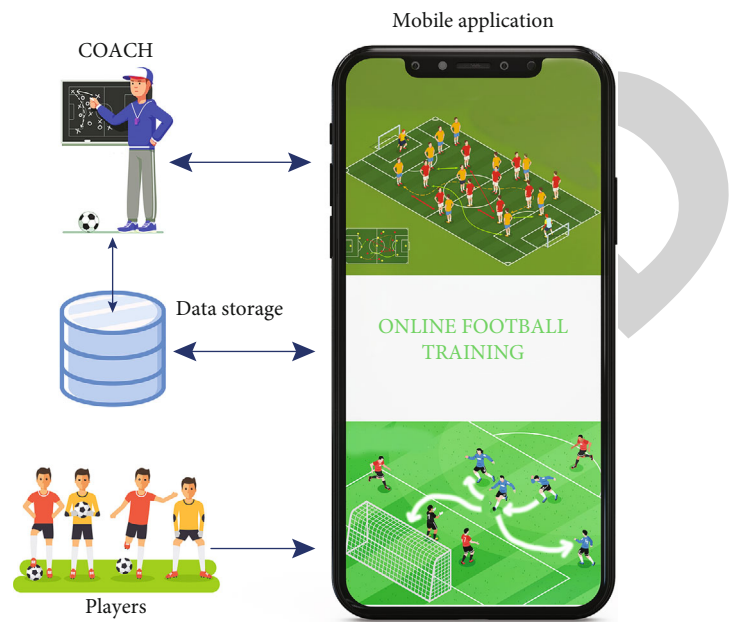 Mobile application
COACH
Data storage
ONLINE FOOTBALL
TRAINING
Players